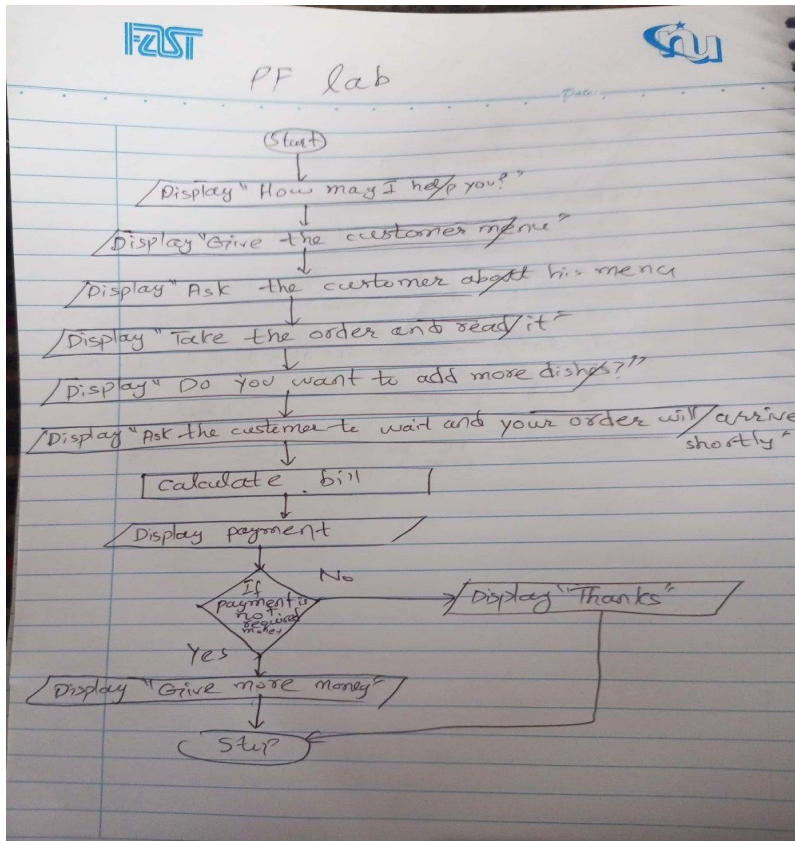 FAST
nu
PF lab
Date:
Start
Display "How may I help you?"
Display "Give the customer menu"
Display "Ask the customer about his menu
Display "Take the order and read it"
Display "Do you want to add more dishes?"
Display "Ask the customer to wait and your order will arrive
shortly"
Calculate bill
Display payment
If
payment is
not
required
money
No
Display "Thanks"
Yes
Display "Give more money"
Stop